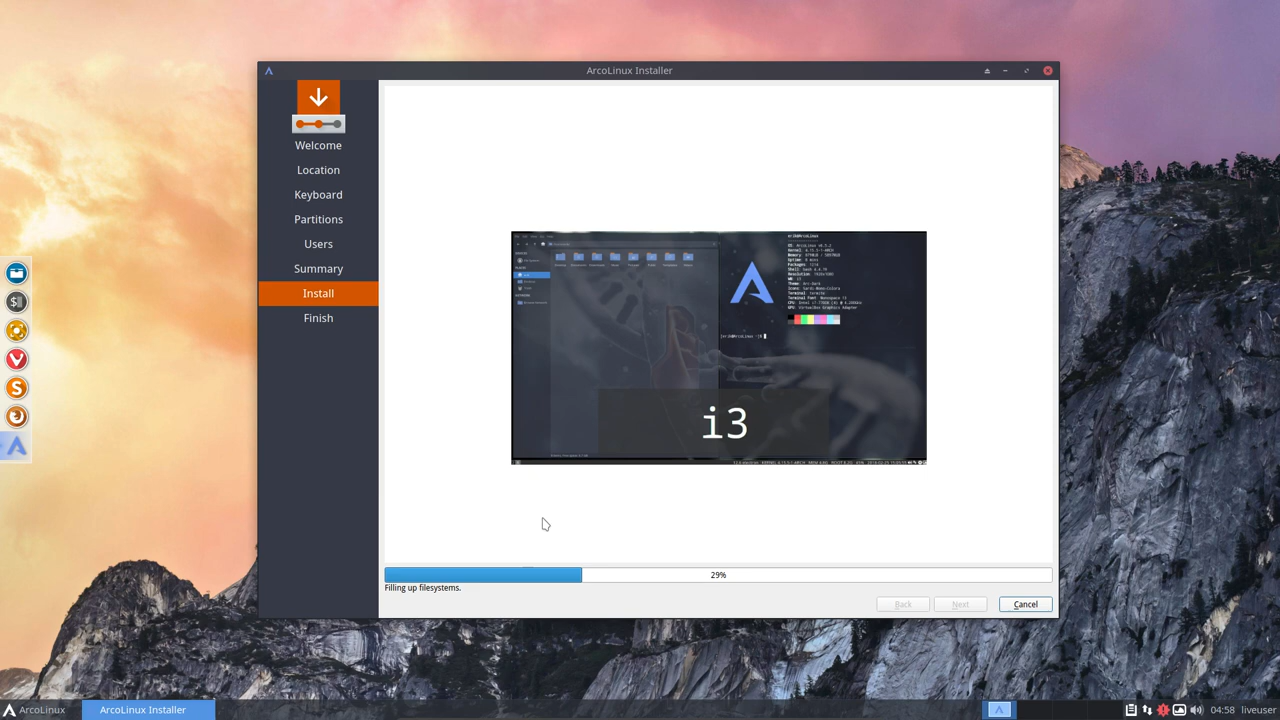 ArcoLinux Installer
Welcome
Location
Keyboard
Partitions
Users
Summary
Install
Finish
i3
29%
Filling up filesystems.
Back
Next
Cancel
ArcoLinux
ArcoLinux Installer
04:58
liveuser